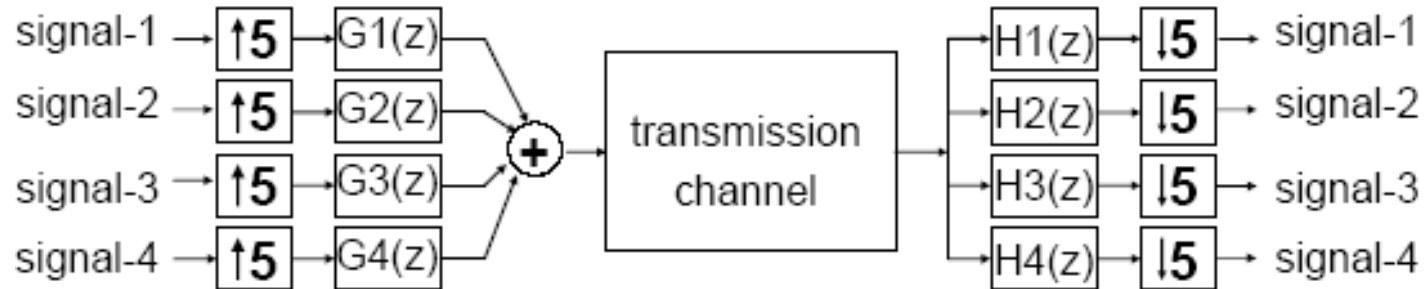 signal-1 ↑5 G1(z) H1(z) ↓5 signal-1
signal-2 ↑5 G2(z) H2(z) ↓5 signal-2
+ transmission channel
signal-3 ↑5 G3(z) H3(z) ↓5 signal-3
signal-4 ↑5 G4(z) H4(z) ↓5 signal-4